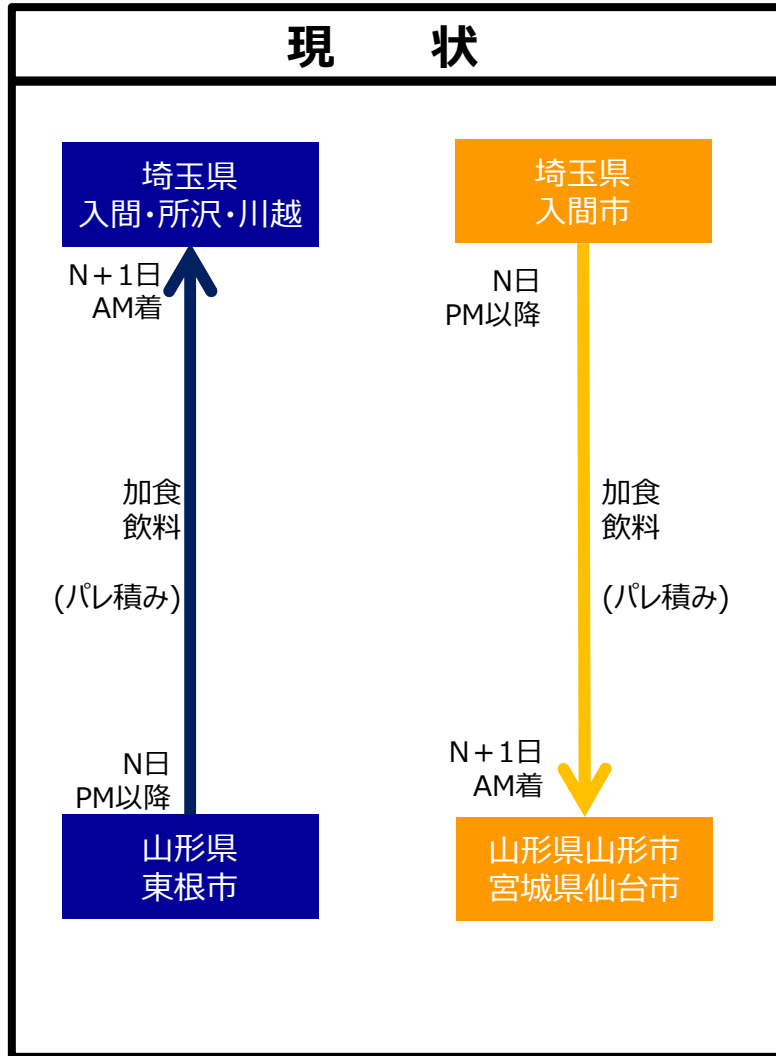 現 状
埼玉県
入間・所沢・川越
N+1日
AM着
加食
飲料
(パレ積み)
N日
PM以降
山形県
東根市
埼玉県
入間市
N日
PM以降
加食
飲料
(パレ積み)
N+1日
AM着
山形県山形市
宮城県仙台市